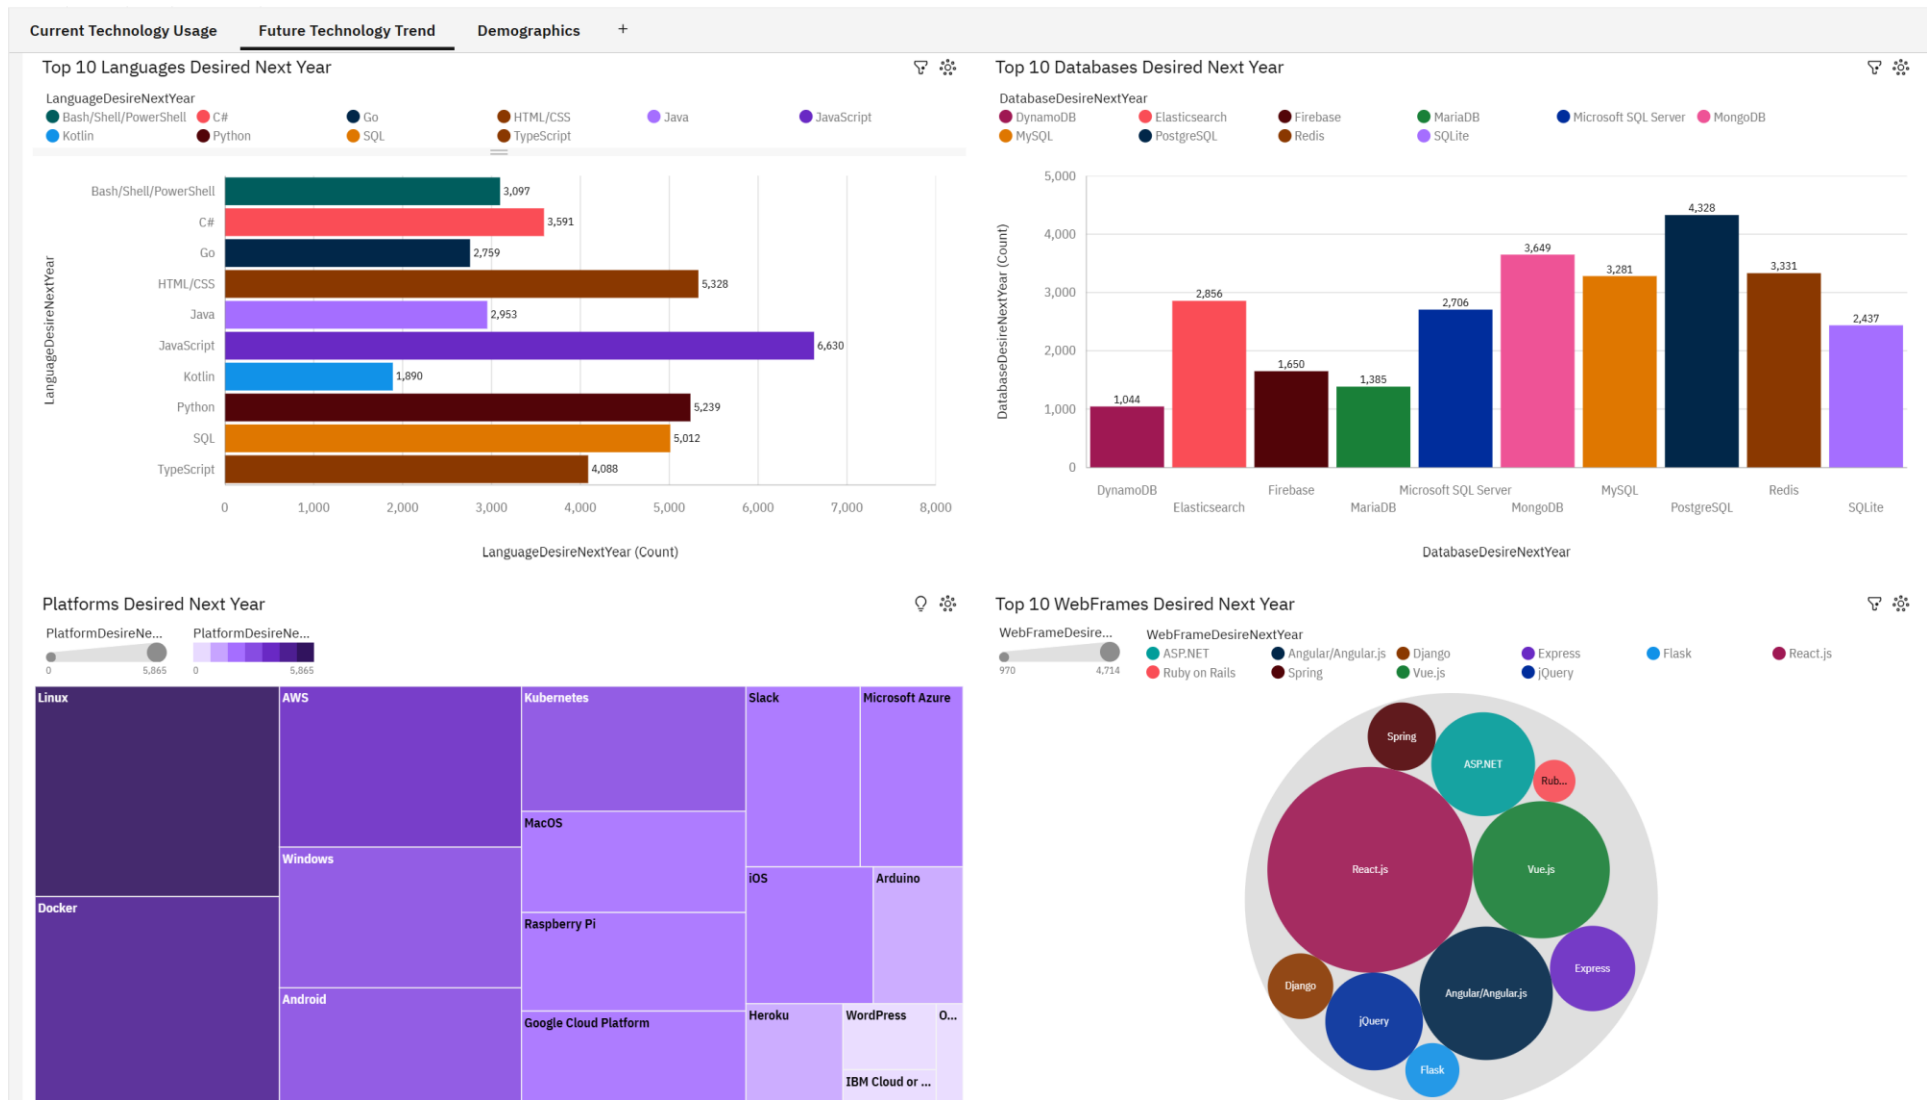 Current Technology Usage Future Technology Trend Demographics +
Top 10 Languages Desired Next Year
LanguageDesireNextYear
Bash/Shell/PowerShell C# Go HTML/CSS Java JavaScript
Kotlin Python SQL TypeScript
LanguageDesireNextYear
Bash/Shell/PowerShell 3,097
C# 3,591
Go 2,759
HTML/CSS 5,328
Java 2,953
JavaScript 6,630
Kotlin 1,890
Python 5,239
SQL 5,012
TypeScript 4,088
0 1,000 2,000 3,000 4,000 5,000 6,000 7,000 8,000
LanguageDesireNextYear (Count)
Top 10 Databases Desired Next Year
DatabaseDesireNextYear
DynamoDB Elasticsearch Firebase MariaDB Microsoft SQL Server MongoDB
MySQL PostgreSQL Redis SQLite
DatabaseDesireNextYear (Count)
5,000
4,000
3,000
2,000
1,000
0
1,044 2,856 1,650 1,385 2,706 3,649 3,281 4,328 3,331 2,437
DynamoDB Firebase Microsoft SQL Server MySQL Redis
Elasticsearch MariaDB MongoDB PostgreSQL SQLite
DatabaseDesireNextYear
Platforms Desired Next Year
PlatformDesireNe... PlatformDesireNe...
0 5,865 0 5,865
Linux
Docker
AWS
Windows
Android
Kubernetes
MacOS
Raspberry Pi
Google Cloud Platform
Slack
Microsoft Azure
iOS
Arduino
Heroku
WordPress
O...
IBM Cloud or ...
Top 10 WebFrames Desired Next Year
WebFrameDesire... WebFrameDesireNextYear
970 4,714
ASP.NET Angular/Angular.js Django Express Flask React.js
Ruby on Rails Spring Vue.js jQuery
Spring
ASP.NET
Rub...
React.js
Vue.js
Express
Django
Angular/Angular.js
jQuery
Flask